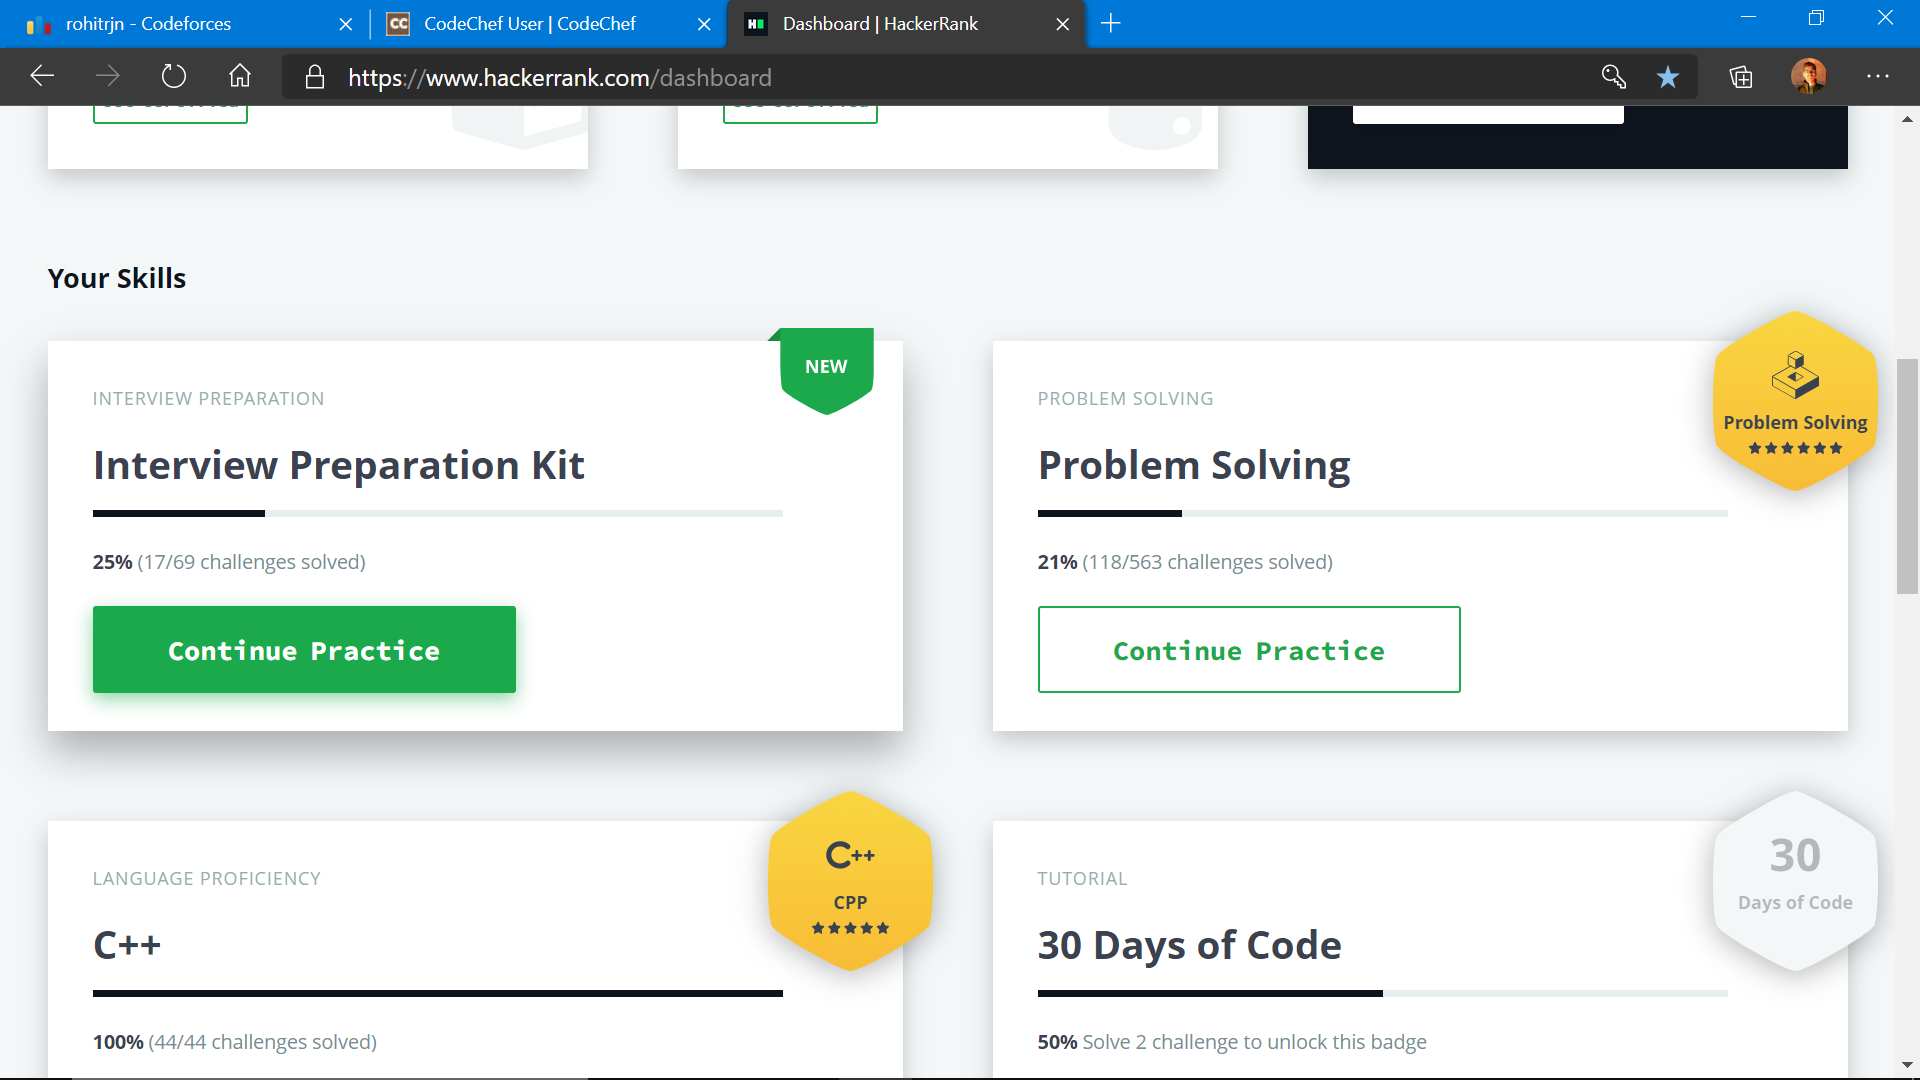 rohitrjn - Codeforces
CC
CodeChef User | CodeChef
H
Dashboard | HackerRank
https://www.hackerrank.com/dashboard
Your Skills
NEW
INTERVIEW PREPARATION
Interview Preparation Kit
25% (17/69 challenges solved)
Continue Practice
PROBLEM SOLVING
Problem Solving
Problem Solving
21% (118/563 challenges solved)
Continue Practice
C++
CPP
LANGUAGE PROFICIENCY
C++
100% (44/44 challenges solved)
30
Days of Code
TUTORIAL
30 Days of Code
50% Solve 2 challenge to unlock this badge